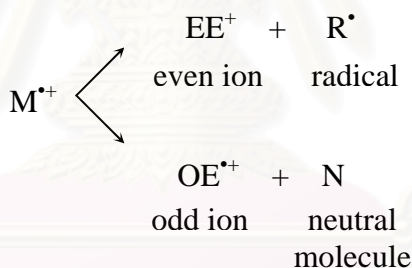 EE⁺ + R•
even ion radical
M•⁺
OE•⁺ + N
odd ion neutral
molecule